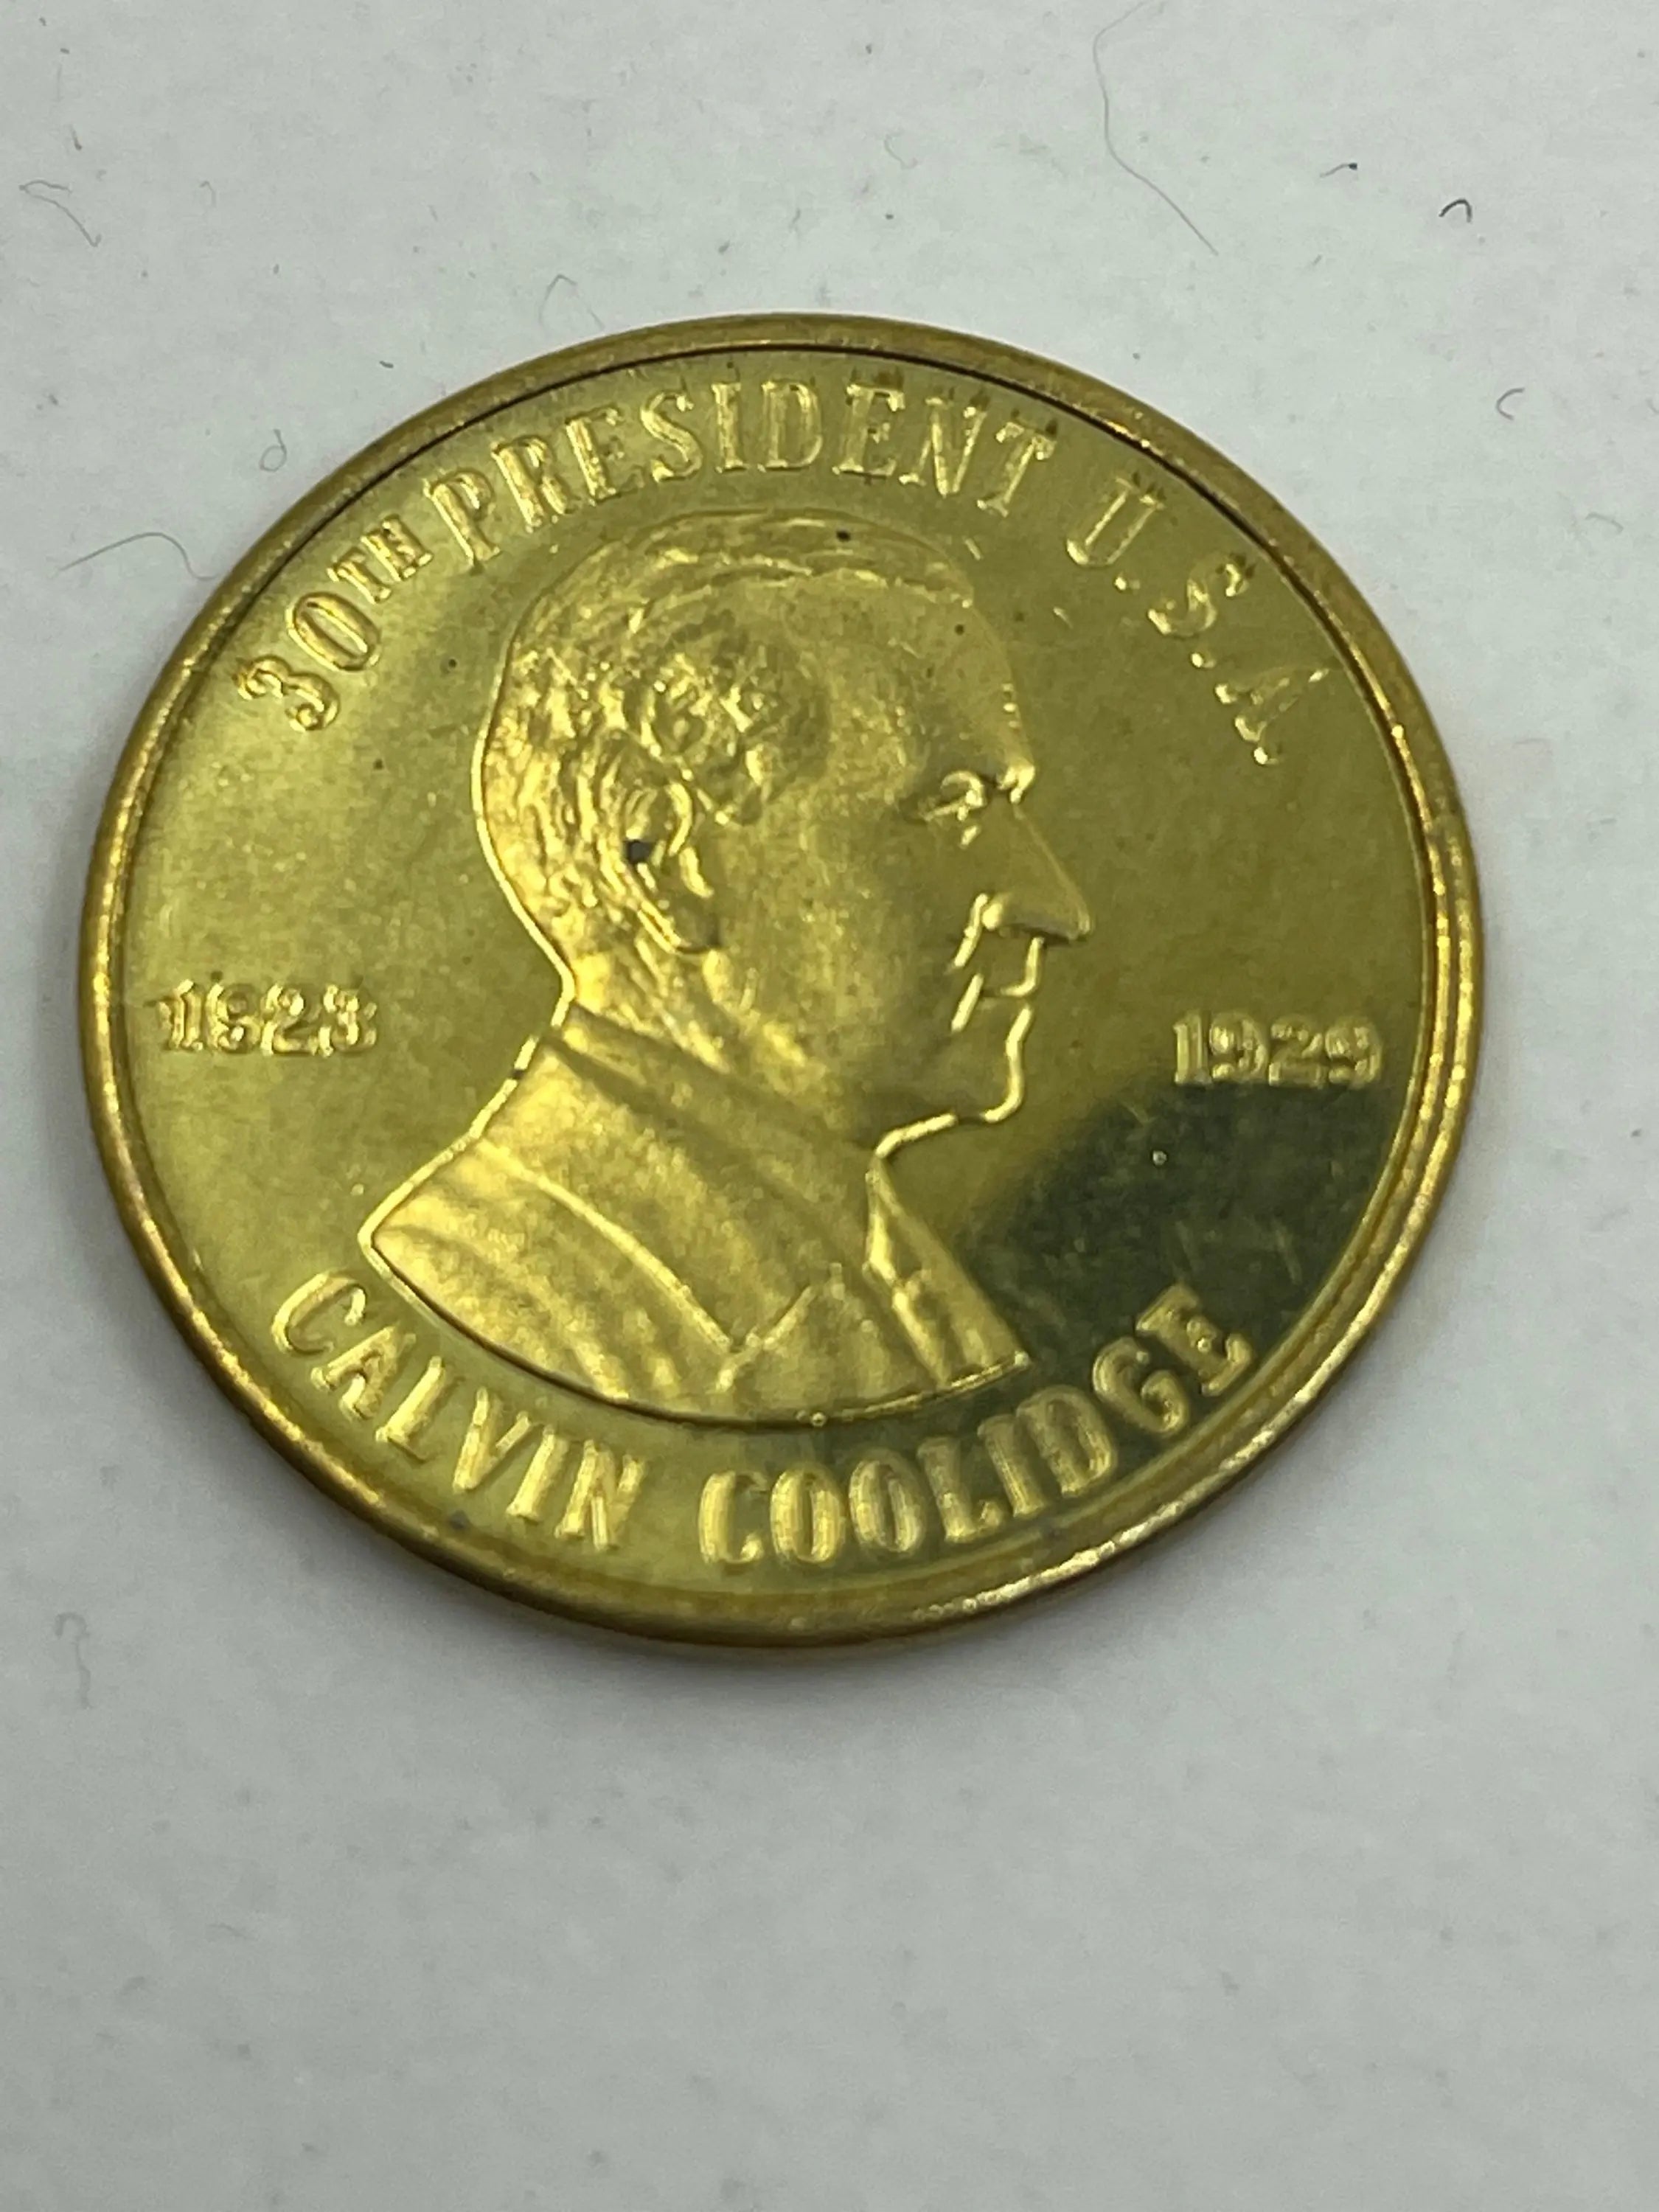 30TH PRESIDENT U.S.A
1923
1929
CALVIN COOLIDGE